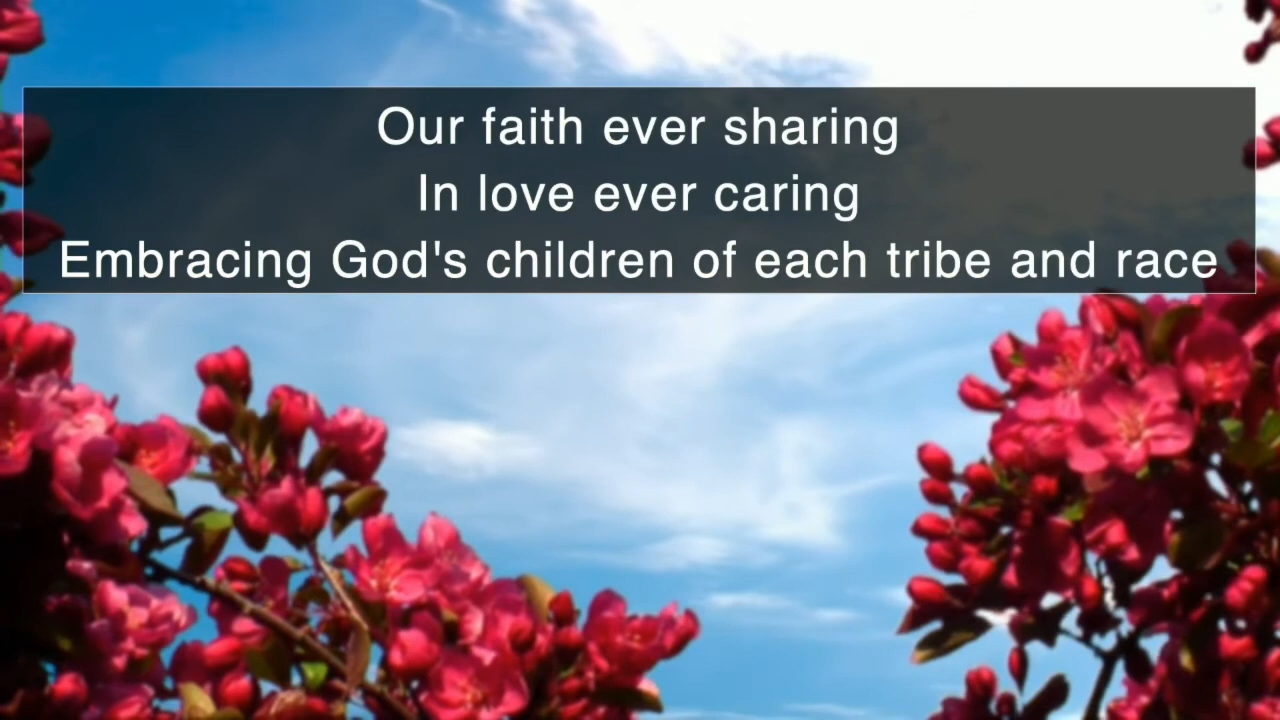 Our faith ever sharing
In love ever caring
Embracing God's children of each tribe and race